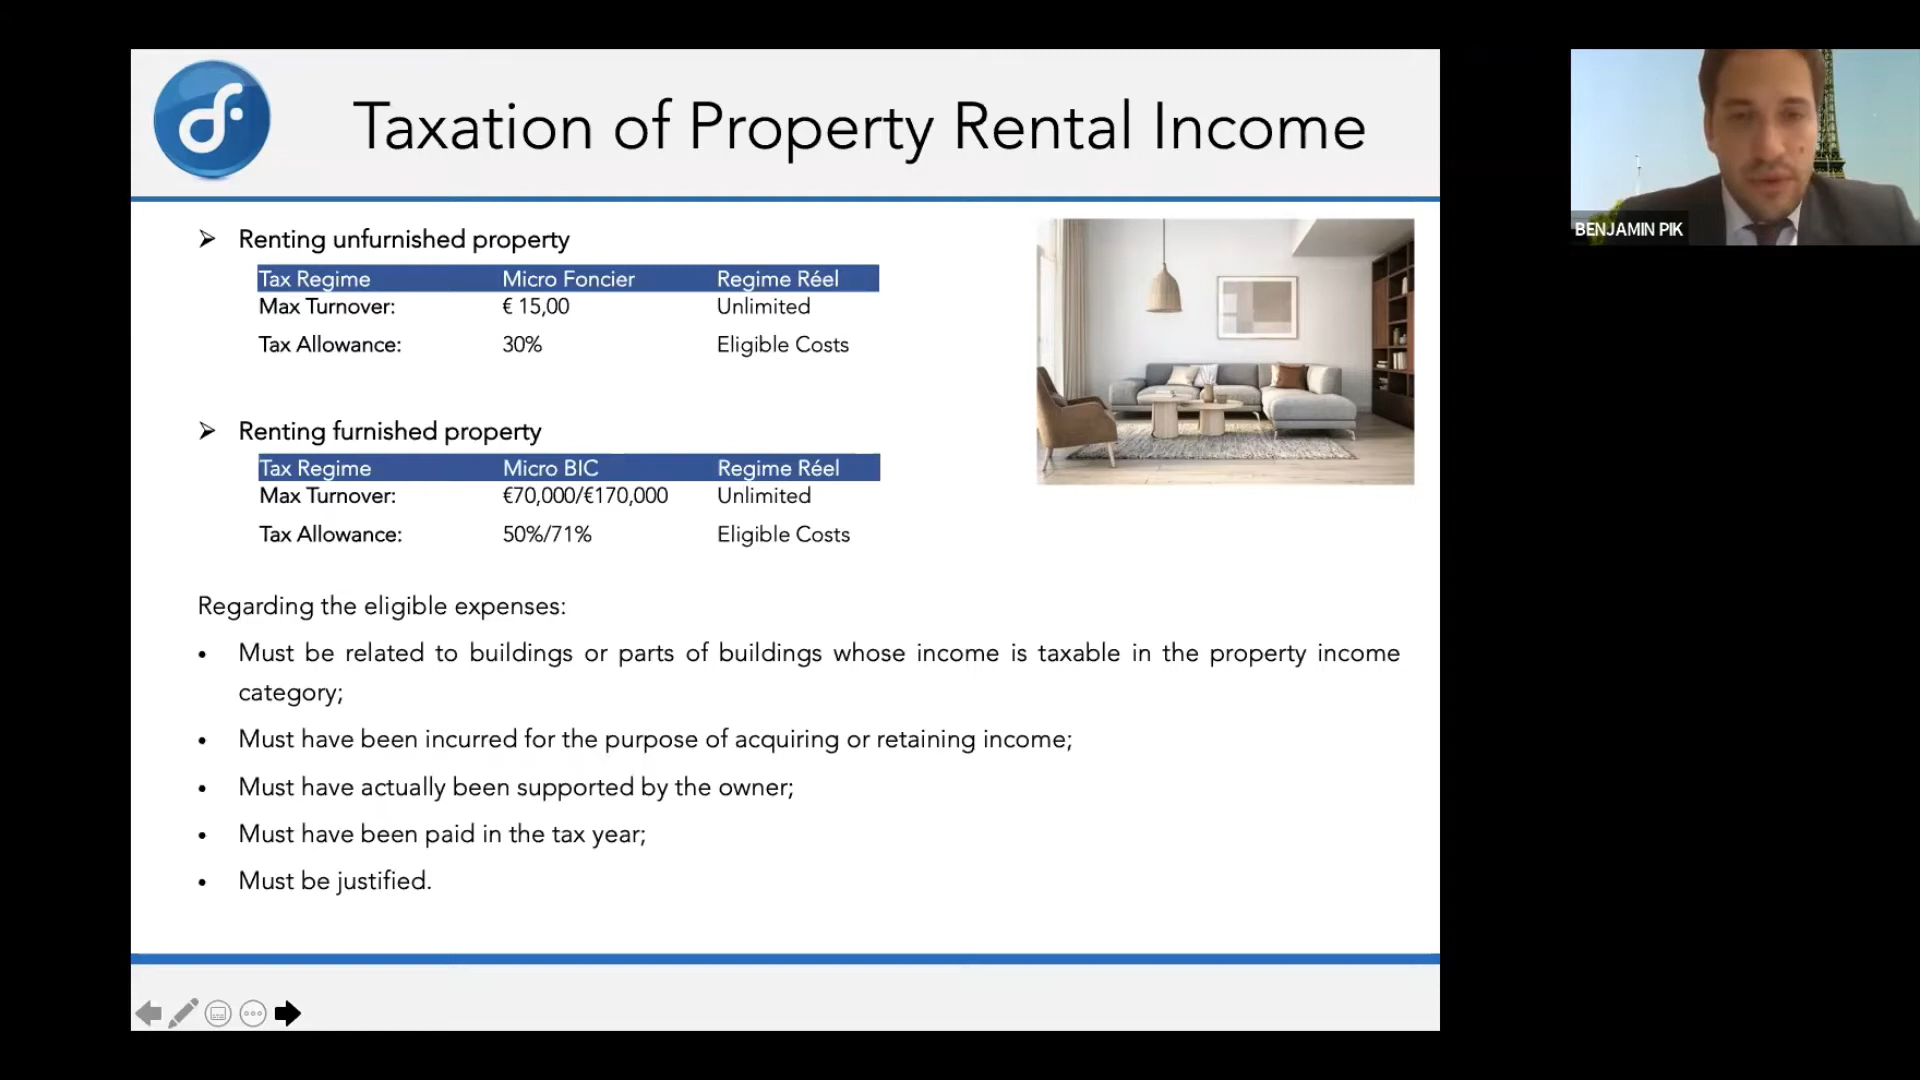 Taxation of Property Rental Income
➢ Renting unfurnished property
Tax Regime Micro Foncier Regime Réel
Max Turnover: € 15,00 Unlimited
Tax Allowance: 30% Eligible Costs
➢ Renting furnished property
Tax Regime Micro BIC Regime Réel
Max Turnover: €70,000/€170,000 Unlimited
Tax Allowance: 50%/71% Eligible Costs
Regarding the eligible expenses:
• Must be related to buildings or parts of buildings whose income is taxable in the property income
category;
• Must have been incurred for the purpose of acquiring or retaining income;
• Must have actually been supported by the owner;
• Must have been paid in the tax year;
• Must be justified.
BENJAMIN PIK